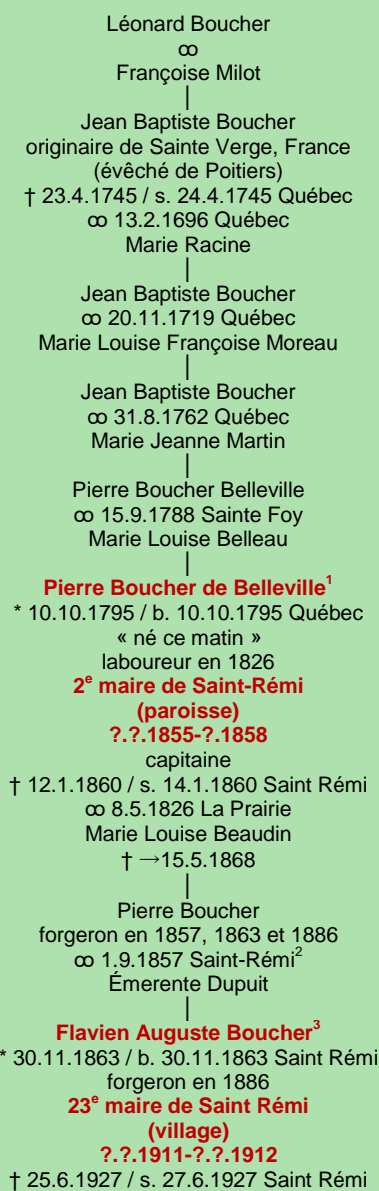 Léonard Boucher
∞
Françoise Milot
|
Jean Baptiste Boucher
originaire de Sainte Verge, France
(évêché de Poitiers)
† 23.4.1745 / s. 24.4.1745 Québec
∞ 13.2.1696 Québec
Marie Racine
|
Jean Baptiste Boucher
∞ 20.11.1719 Québec
Marie Louise Françoise Moreau
|
Jean Baptiste Boucher
∞ 31.8.1762 Québec
Marie Jeanne Martin
|
Pierre Boucher Belleville
∞ 15.9.1788 Sainte Foy
Marie Louise Belleau
|
Pierre Boucher de Belleville¹
* 10.10.1795 / b. 10.10.1795 Québec
« né ce matin »
laboureur en 1826
2e maire de Saint-Rémi
(paroisse)
?.?.1855-?.?.1858
capitaine
† 12.1.1860 / s. 14.1.1860 Saint Rémi
∞ 8.5.1826 La Prairie
Marie Louise Beaudin
† →15.5.1868
|
Pierre Boucher
forgeron en 1857, 1863 et 1886
∞ 1.9.1857 Saint-Rémi²
Émerente Dupuit
|
Flavien Auguste Boucher³
* 30.11.1863 / b. 30.11.1863 Saint Rémi
forgeron en 1886
23e maire de Saint Rémi
(village)
?.?.1911-?.?.1912
† 25.6.1927 / s. 27.6.1927 Saint Rémi